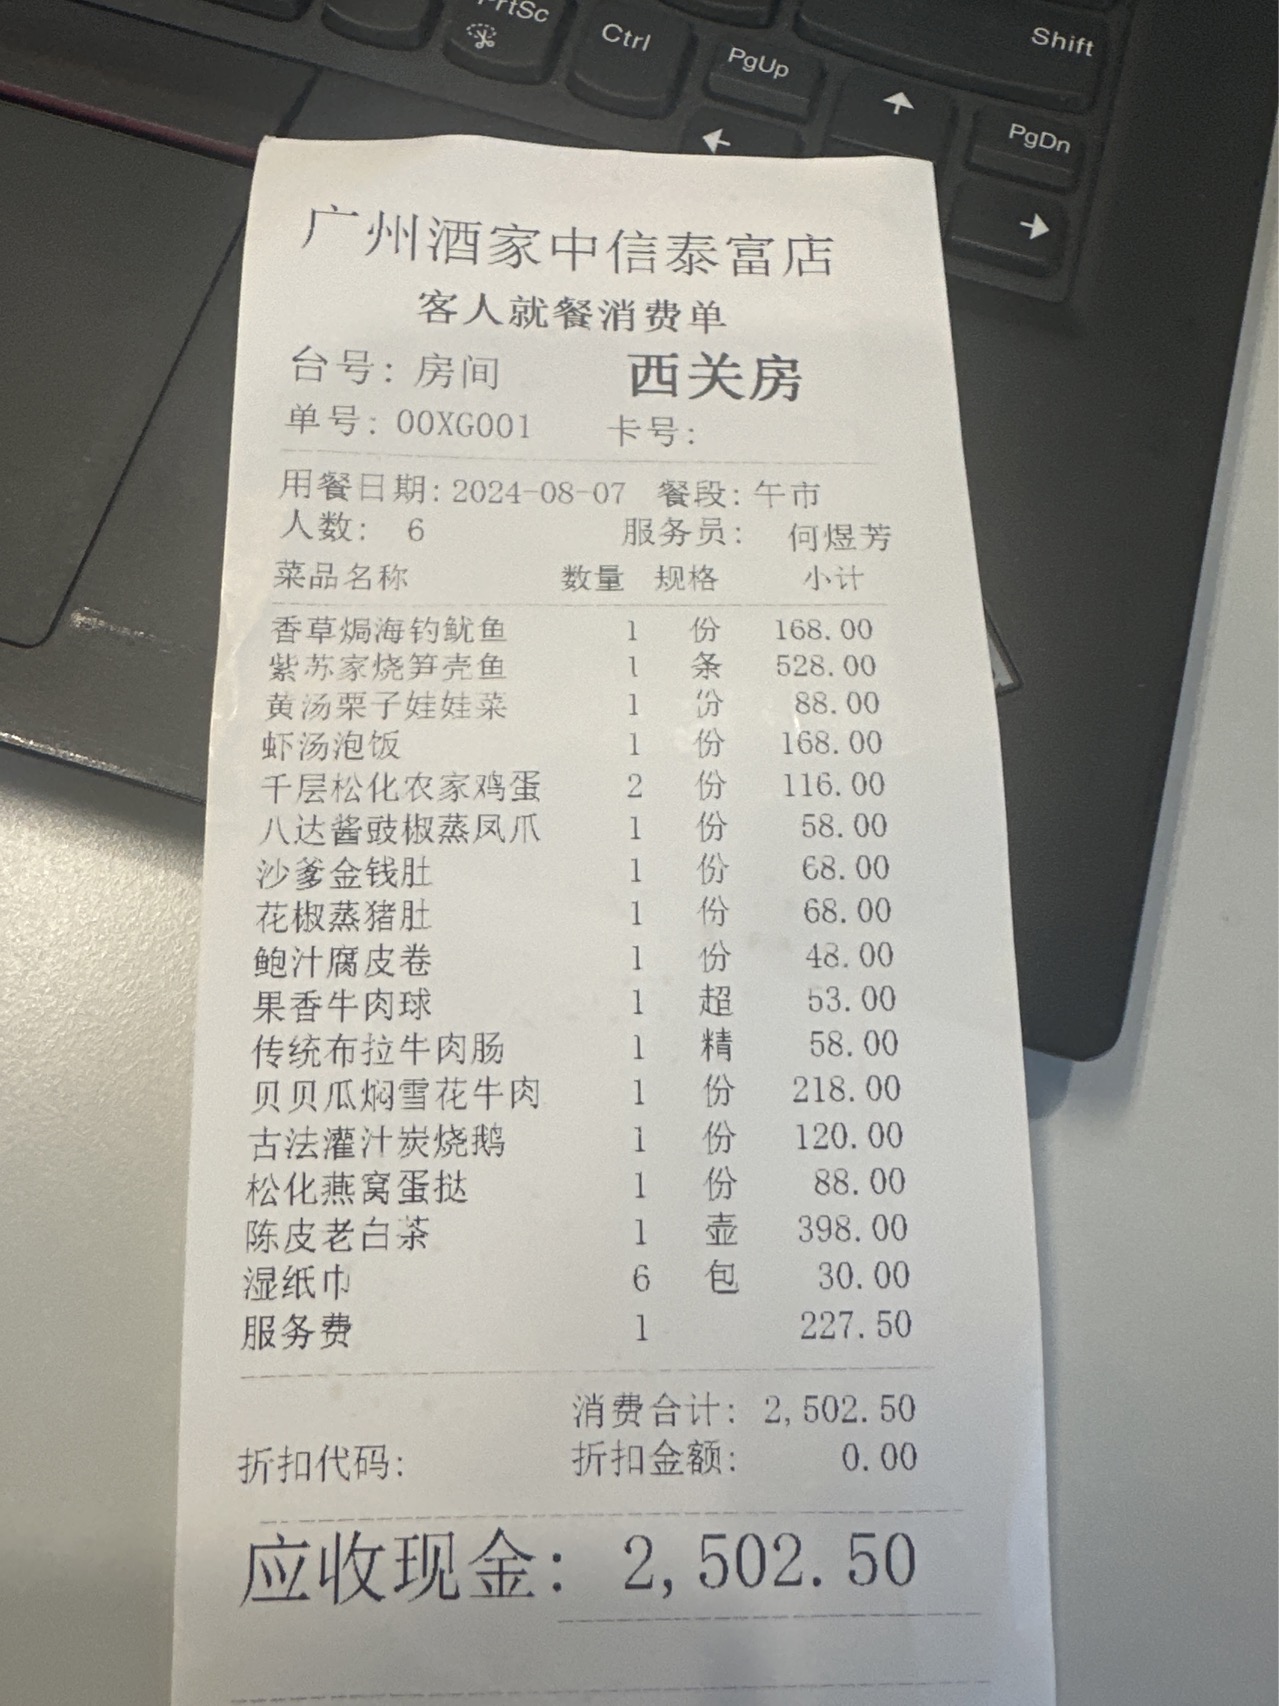 PrtSc
Ctrl
PgUp
Shift
PgDn
广州酒家中信泰富店
客人就餐消费单
台号: 房间 西关房
单号: 00XG001 卡号:
用餐日期: 2024-08-07 餐段: 午市
人数: 6 服务员: 何煜芳
菜品名称 数量 规格 小计
香草焗海钓鱿鱼 1 份 168.00
紫苏家烧笋壳鱼 1 条 528.00
黄汤栗子娃娃菜 1 份 88.00
虾汤泡饭 1 份 168.00
千层松化农家鸡蛋 2 份 116.00
八达酱豉椒蒸凤爪 1 份 58.00
沙爹金钱肚 1 份 68.00
花椒蒸猪肚 1 份 68.00
鲍汁腐皮卷 1 份 48.00
果香牛肉球 1 超 53.00
传统布拉牛肉肠 1 精 58.00
贝贝瓜焖雪花牛肉 1 份 218.00
古法灌汁炭烧鹅 1 份 120.00
松化燕窝蛋挞 1 份 88.00
陈皮老白茶 1 壶 398.00
湿纸巾 6 包 30.00
服务费 1 227.50
消费合计: 2,502.50
折扣代码: 折扣金额: 0.00
应收现金: 2,502.50